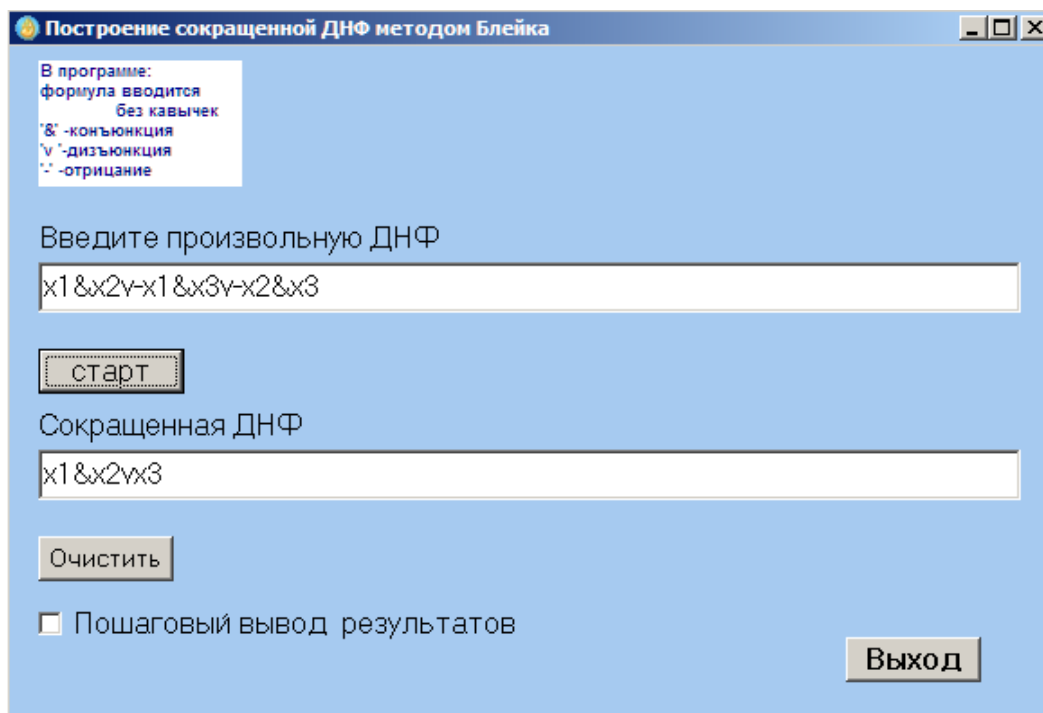 Построение сокращенной ДНФ методом Блейка
В программе:
формула вводится
без кавычек
"&" -конъюнкция
"v "-дизъюнкция
"-" -отрицание
Введите произвольную ДНФ
x1&x2v-x1&x3v-x2&x3
старт
Сокращенная ДНФ
x1&x2vx3
Очистить
Пошаговый вывод результатов
Выход